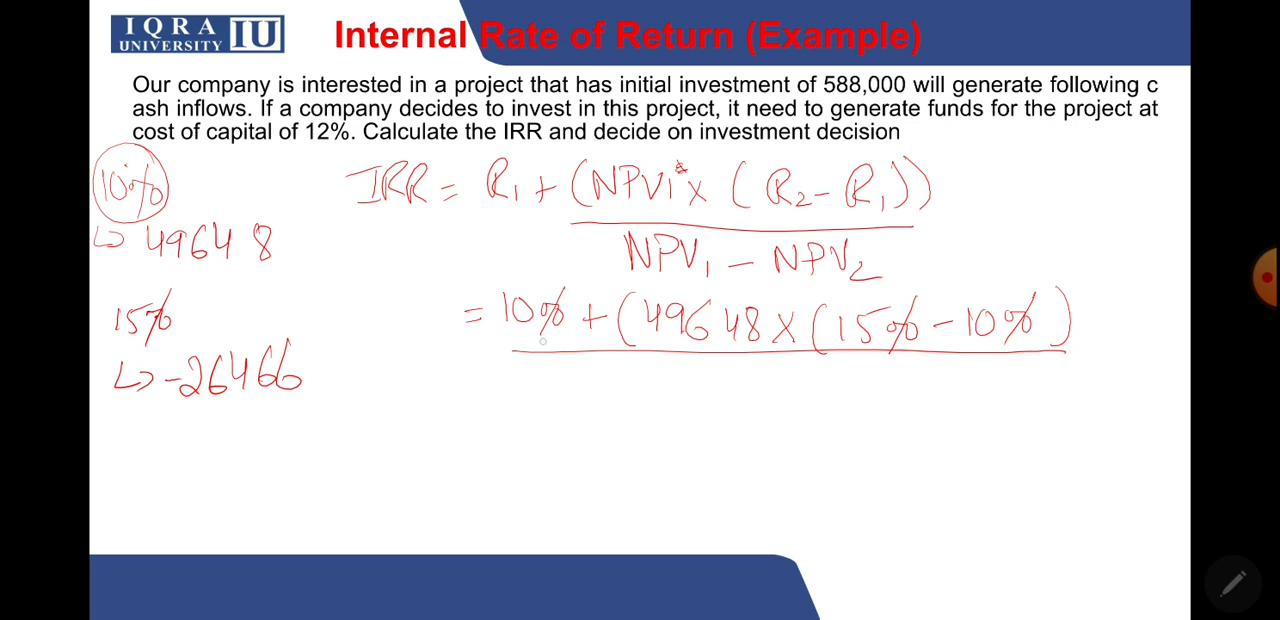 IQRA
UNIVERSITY IU
Internal Rate of Return (Example)
Our company is interested in a project that has initial investment of 588,000 will generate following c
ash inflows. If a company decides to invest in this project, it need to generate funds for the project at
cost of capital of 12%. Calculate the IRR and decide on investment decision
10%
↳ 49648
15%
↳ -26466
IRR = R1 + (NPV1 x (R2 - R1))
NPV1 - NPV2
= 10% + (49648 x (15% - 10%)